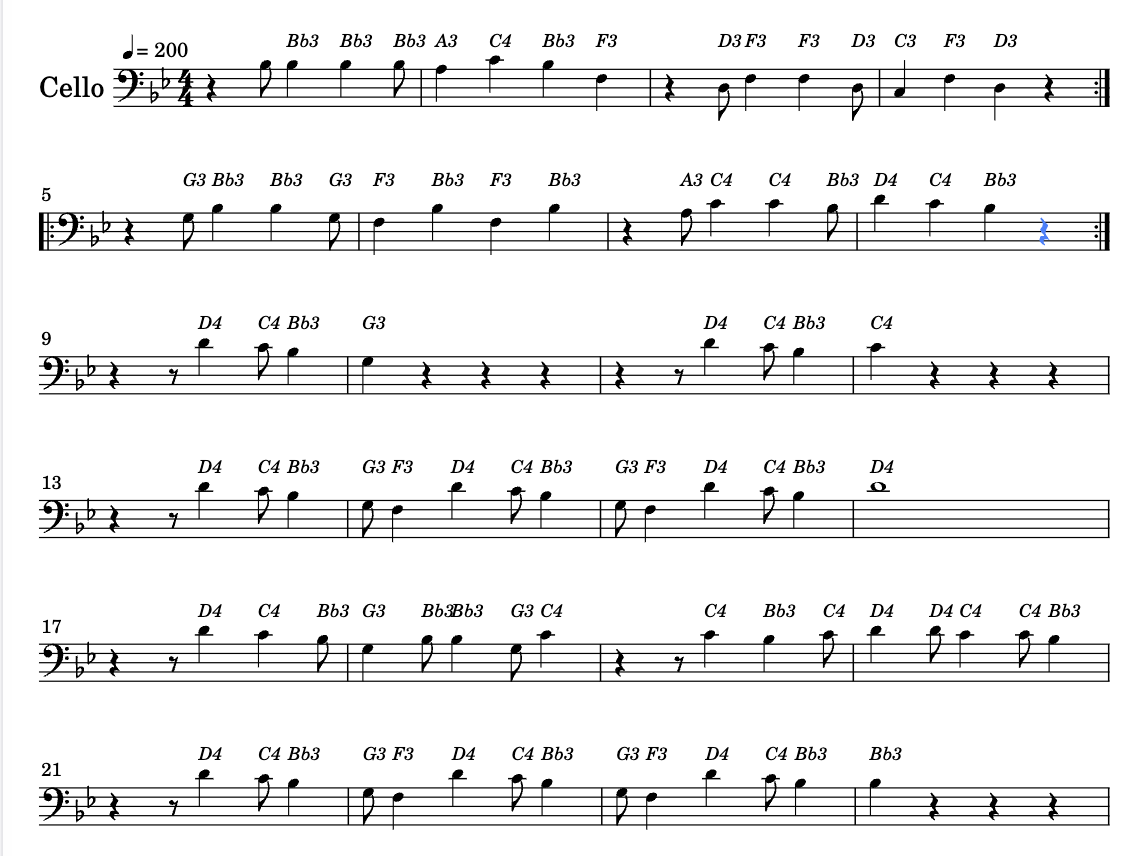 ♩ = 200
Bb3 Bb3 Bb3 A3 C4 Bb3 F3 D3 F3 F3 D3 C3 F3 D3
Cello 4 4
G3 Bb3 Bb3 G3 F3 Bb3 F3 Bb3 A3 C4 C4 Bb3 D4 C4 Bb3
5
D4 C4 Bb3 G3 D4 C4 Bb3 C4
9
D4 C4 Bb3 G3 F3 D4 C4 Bb3 G3 F3 D4 C4 Bb3 D4
13
D4 C4 Bb3 G3 Bb3 Bb3 G3 C4 C4 Bb3 C4 D4 D4 C4 C4 Bb3
17
D4 C4 Bb3 G3 F3 D4 C4 Bb3 G3 F3 D4 C4 Bb3 Bb3
21